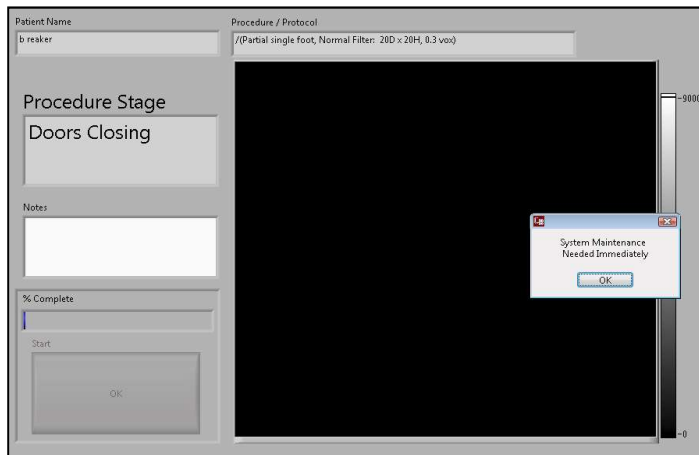 Patient Name
b reaker
Procedure / Protocol
/(Partial single foot, Normal Filter: 20D x 20H, 0.3 vox)
Procedure Stage
Doors Closing
Notes
% Complete
Start
OK
System Maintenance
Needed Immediately
OK
-9000
-0